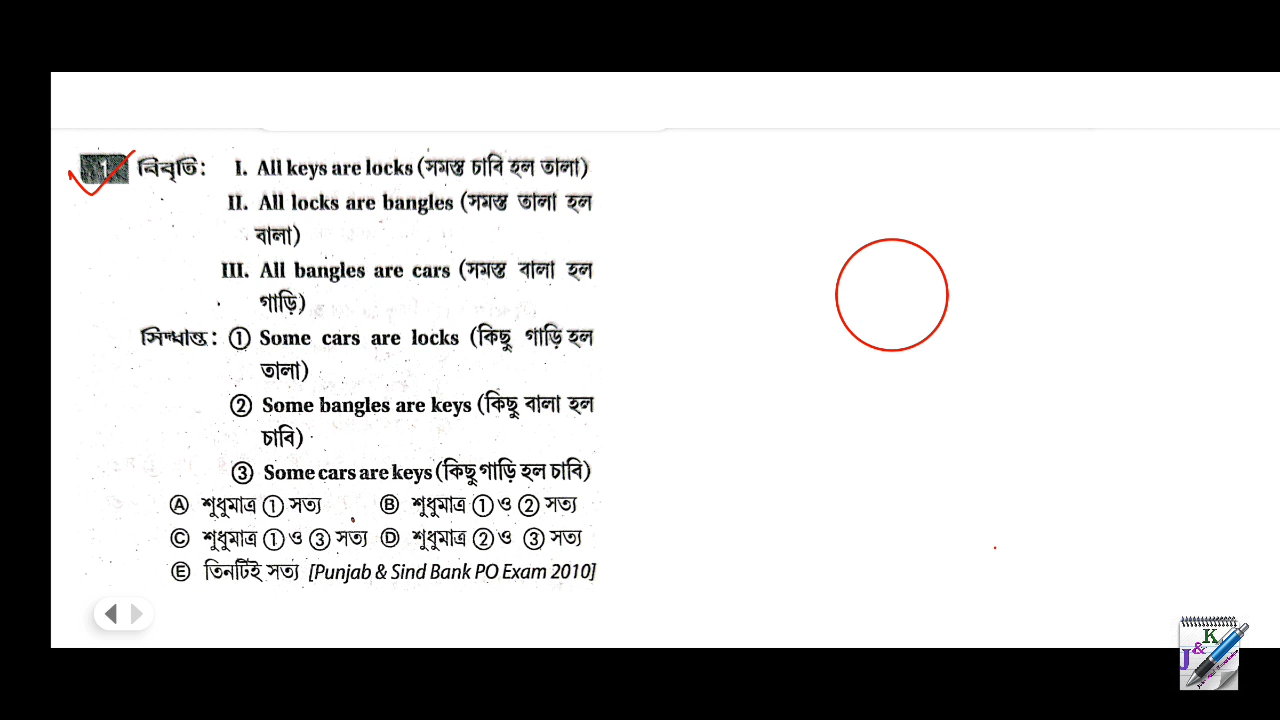 1 বিবৃতি: I. All keys are locks (সমস্ত চাবি হল তালা)
II. All locks are bangles (সমস্ত তালা হল
বালা)
III. All bangles are cars (সমস্ত বালা হল
গাড়ি)
সিদ্ধান্ত: ① Some cars are locks (কিছু গাড়ি হল
তালা)
② Some bangles are keys (কিছু বালা হল
চাবি)
③ Some cars are keys (কিছু গাড়ি হল চাবি)
Ⓐ শুধুমাত্র ① সত্য Ⓑ শুধুমাত্র ① ও ② সত্য
Ⓒ শুধুমাত্র ① ও ③ সত্য Ⓓ শুধুমাত্র ② ও ③ সত্য
Ⓔ তিনটিই সত্য [Punjab & Sind Bank PO Exam 2010]
J&K